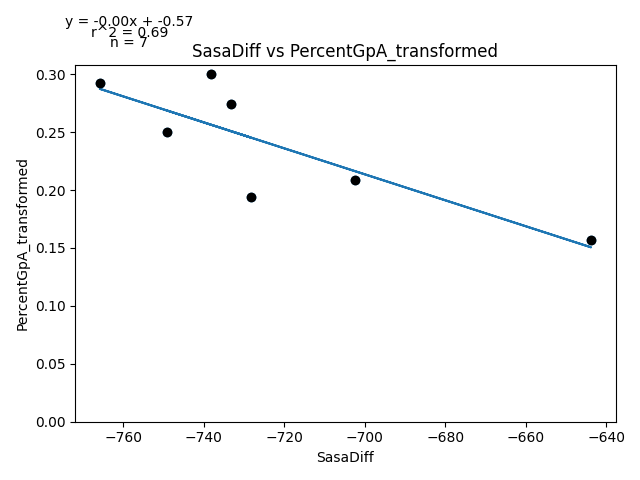 y = -0.00x + -0.57
r^2 = 0.69
n = 7
SasaDiff vs PercentGpA_transformed
0.30
0.25
0.20
0.15
0.10
0.05
0.00
PercentGpA_transformed
−760
−740
−720
−700
−680
−660
−640
SasaDiff